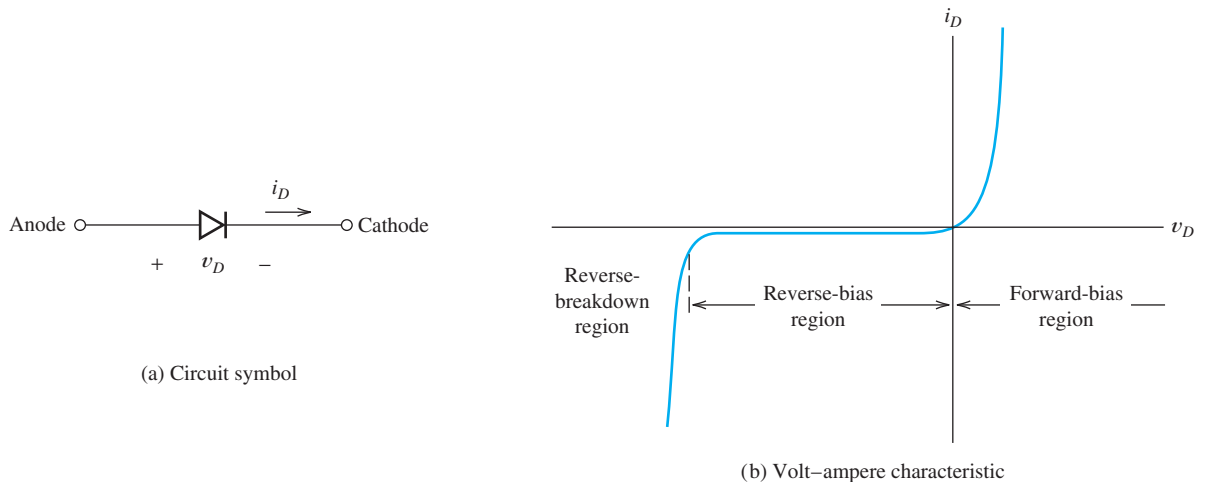 i_D
Anode
Cathode
+ v_D −
(a) Circuit symbol
i_D
v_D
Reverse-
breakdown
region
Reverse-bias
region
Forward-bias
region
(b) Volt–ampere characteristic